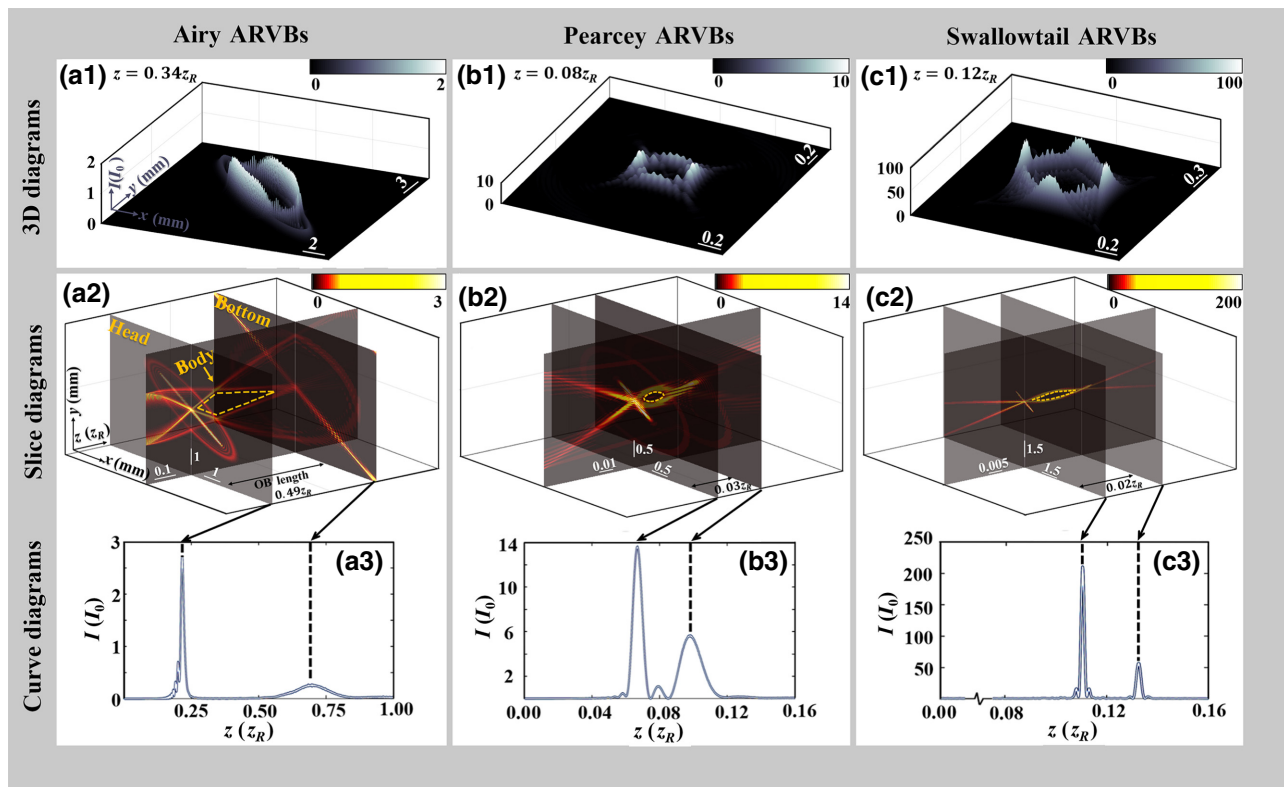 Airy ARVBs
Pearcey ARVBs
Swallowtail ARVBs
3D diagrams
(a1) z = 0.34z_R
0 2
2
1
0
I(I_0)
y (mm)
x (mm)
3
2
(b1) z = 0.08z_R
0 10
10
0
0.2
0.2
(c1) z = 0.12z_R
0 100
100
50
0
0.3
0.2
Slice diagrams
(a2)
0 3
Head
Bottom
Body
y (mm)
z (z_R)
x (mm)
0.1
1
1
OB length
0.49z_R
(b2)
0 14
0.5
0.01
0.5
0.03z_R
(c2)
0 200
1.5
0.005
1.5
0.02z_R
Curve diagrams
(a3)
I (I_0)
3
2
1
0
0.25 0.50 0.75 1.00
z (z_R)
(b3)
I (I_0)
14
10
6
2
0.00 0.04 0.08 0.12 0.16
z (z_R)
(c3)
I (I_0)
250
200
150
100
50
0.00 0.08 0.12 0.16
z (z_R)